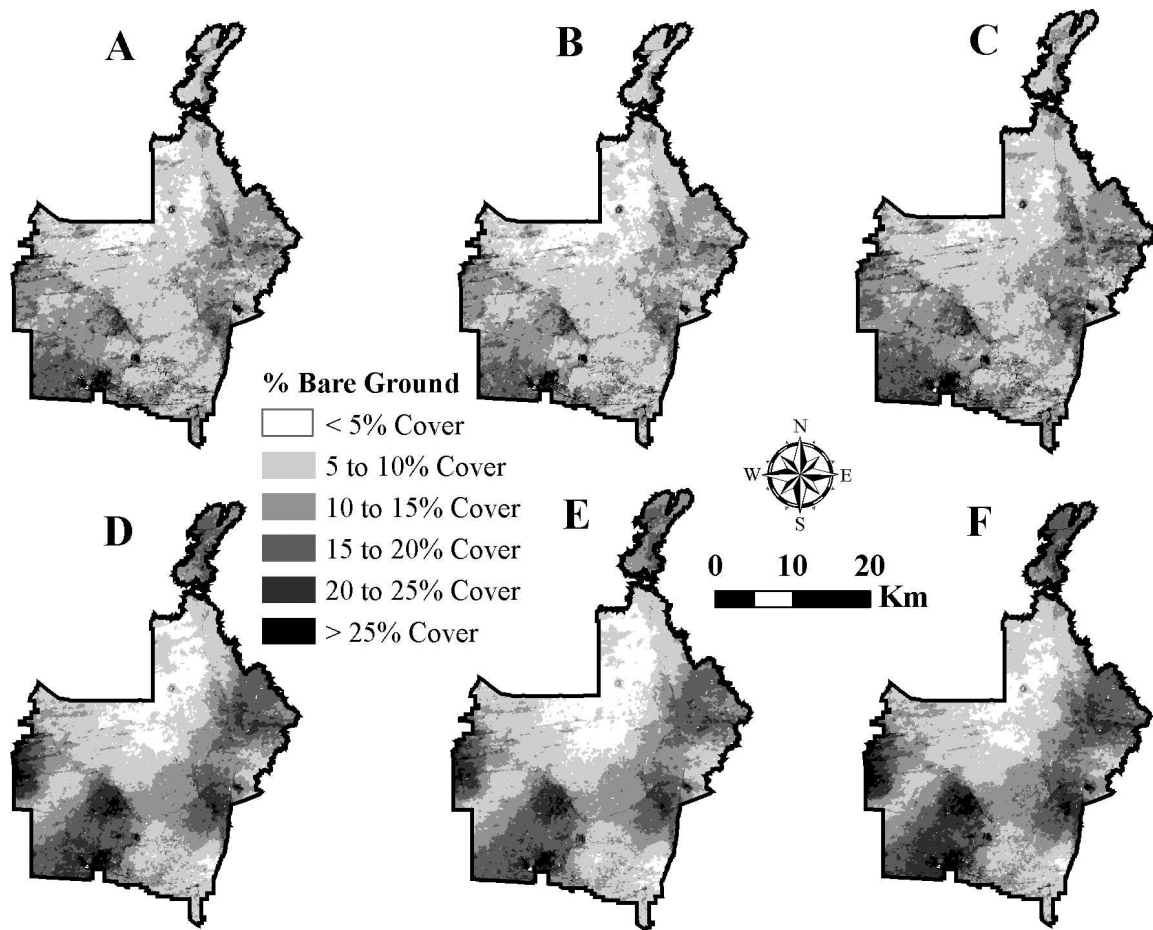 A
B
C
% Bare Ground
< 5% Cover
5 to 10% Cover
10 to 15% Cover
15 to 20% Cover
20 to 25% Cover
> 25% Cover
N
W E
S
D
E
F
0 10 20
Km